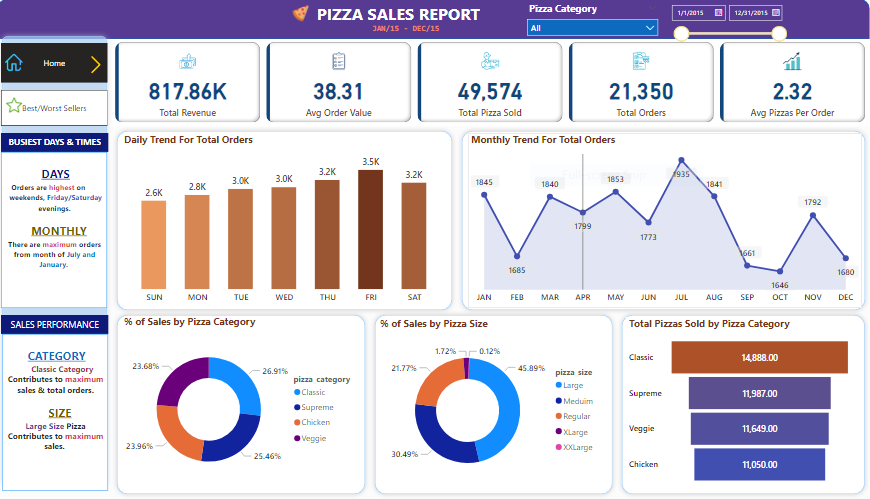 PIZZA SALES REPORT
JAN/15 - DEC/15
Pizza Category
All
1/1/2015
12/31/2015
Home
Best/Worst Sellers
817.86K
Total Revenue
38.31
Avg Order Value
49,574
Total Pizza Sold
21,350
Total Orders
2.32
Avg Pizzas Per Order
BUSIEST DAYS & TIMES
DAYS
Orders are highest on
weekends, Friday/Saturday
evenings.
MONTHLY
There are maximum orders
from month of July and
January.
Daily Trend For Total Orders
2.6K
2.8K
3.0K
3.0K
3.2K
3.5K
3.2K
SUN
MON
TUE
WED
THU
FRI
SAT
Monthly Trend For Total Orders
1845
1685
1840
1799
1853
1773
1935
1841
1661
1646
1792
1680
JAN
FEB
MAR
APR
MAY
JUN
JUL
AUG
SEP
OCT
NOV
DEC
SALES PERFORMANCE
CATEGORY
Classic Category
Contributes to maximum
sales & total orders.
SIZE
Large Size Pizza
Contributes to maximum
sales.
% of Sales by Pizza Category
23.68%
26.91%
23.96%
25.46%
pizza category
Classic
Supreme
Chicken
Veggie
% of Sales by Pizza Size
1.72%
0.12%
21.77%
45.89%
30.49%
pizza size
Large
Meduim
Regular
XLarge
XXLarge
Total Pizzas Sold by Pizza Category
Classic
14,888.00
Supreme
11,987.00
Veggie
11,649.00
Chicken
11,050.00